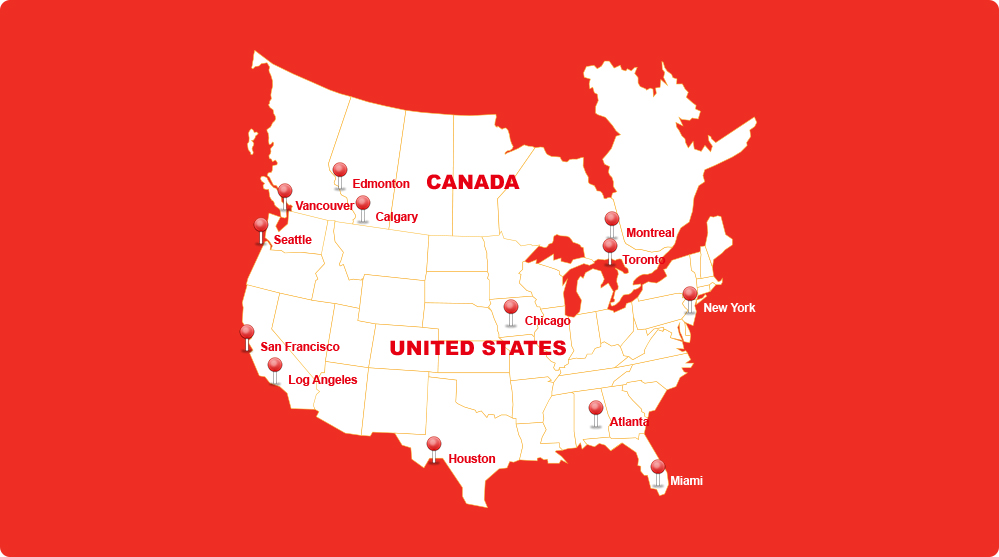 Edmonton
CANADA
Vancouver
Calgary
Seattle
Montreal
Toronto
New York
Chicago
San Francisco
UNITED STATES
Log Angeles
Atlanta
Houston
Miami